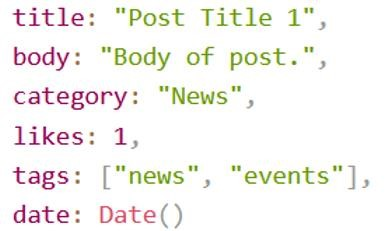 title: "Post Title 1",
body: "Body of post.",
category: "News",
likes: 1,
tags: ["news", "events"],
date: Date()